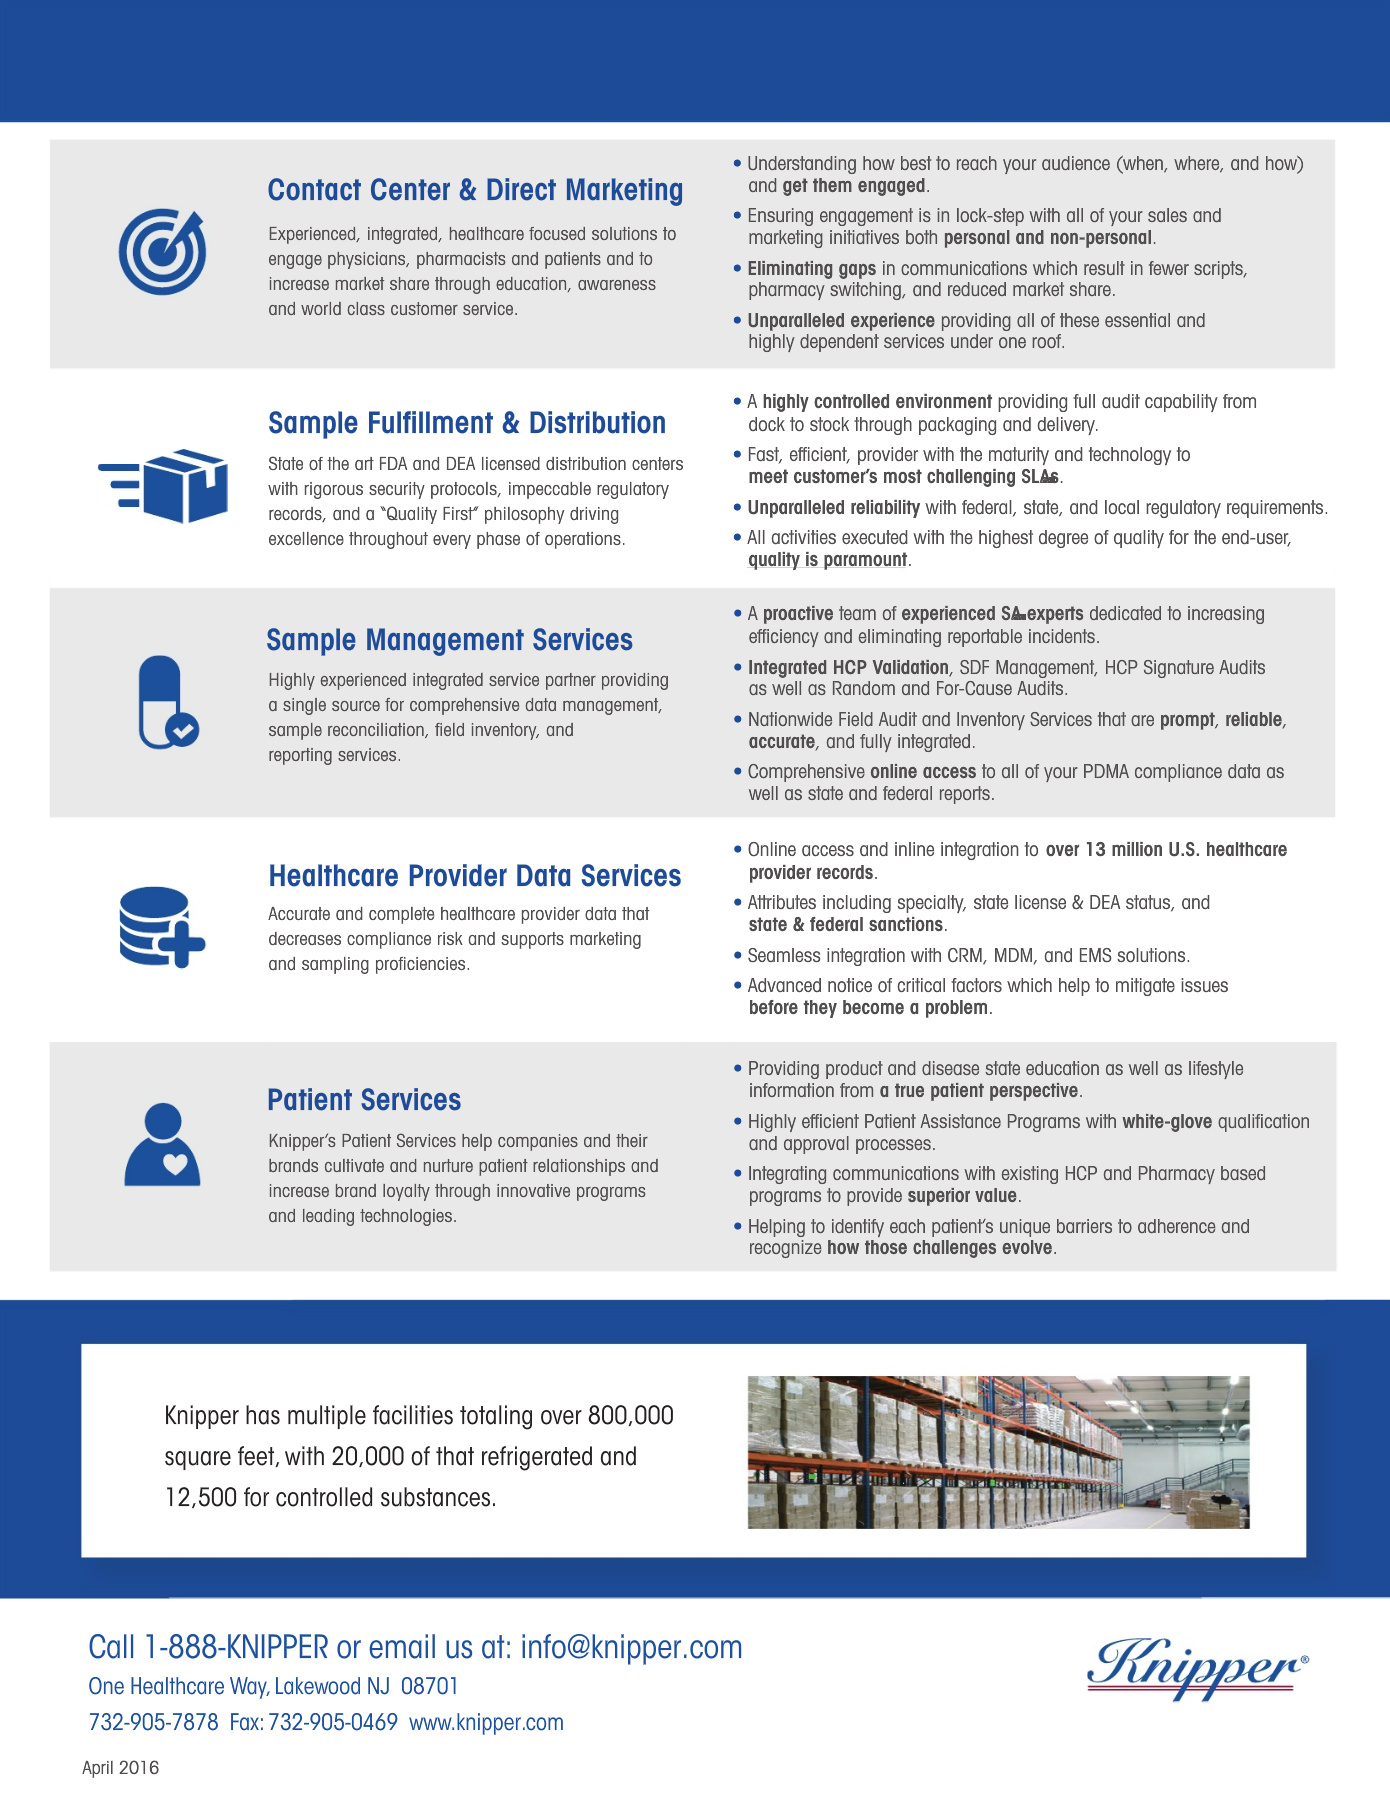 Contact Center & Direct Marketing
Experienced, integrated, healthcare focused solutions to
engage physicians, pharmacists and patients and to
increase market share through education, awareness
and world class customer service.
• Understanding how best to reach your audience (when, where, and how)
and get them engaged.
• Ensuring engagement is in lock-step with all of your sales and
marketing initiatives both personal and non-personal.
• Eliminating gaps in communications which result in fewer scripts,
pharmacy switching, and reduced market share.
• Unparalleled experience providing all of these essential and
highly dependent services under one roof.
Sample Fulfillment & Distribution
State of the art FDA and DEA licensed distribution centers
with rigorous security protocols, impeccable regulatory
records, and a “Quality First” philosophy driving
excellence throughout every phase of operations.
• A highly controlled environment providing full audit capability from
dock to stock through packaging and delivery.
• Fast, efficient, provider with the maturity and technology to
meet customer’s most challenging SLAs.
• Unparalleled reliability with federal, state, and local regulatory requirements.
• All activities executed with the highest degree of quality for the end-user,
quality is paramount.
Sample Management Services
Highly experienced integrated service partner providing
a single source for comprehensive data management,
sample reconciliation, field inventory, and
reporting services.
• A proactive team of experienced SA experts dedicated to increasing
efficiency and eliminating reportable incidents.
• Integrated HCP Validation, SDF Management, HCP Signature Audits
as well as Random and For-Cause Audits.
• Nationwide Field Audit and Inventory Services that are prompt, reliable,
accurate, and fully integrated.
• Comprehensive online access to all of your PDMA compliance data as
well as state and federal reports.
Healthcare Provider Data Services
Accurate and complete healthcare provider data that
decreases compliance risk and supports marketing
and sampling proficiencies.
• Online access and inline integration to over 13 million U.S. healthcare
provider records.
• Attributes including specialty, state license & DEA status, and
state & federal sanctions.
• Seamless integration with CRM, MDM, and EMS solutions.
• Advanced notice of critical factors which help to mitigate issues
before they become a problem.
Patient Services
Knipper’s Patient Services help companies and their
brands cultivate and nurture patient relationships and
increase brand loyalty through innovative programs
and leading technologies.
• Providing product and disease state education as well as lifestyle
information from a true patient perspective.
• Highly efficient Patient Assistance Programs with white-glove qualification
and approval processes.
• Integrating communications with existing HCP and Pharmacy based
programs to provide superior value.
• Helping to identify each patient’s unique barriers to adherence and
recognize how those challenges evolve.
Knipper has multiple facilities totaling over 800,000
square feet, with 20,000 of that refrigerated and
12,500 for controlled substances.
Call 1-888-KNIPPER or email us at: info@knipper.com
One Healthcare Way, Lakewood NJ 08701
732-905-7878 Fax: 732-905-0469 www.knipper.com
Knipper®
April 2016